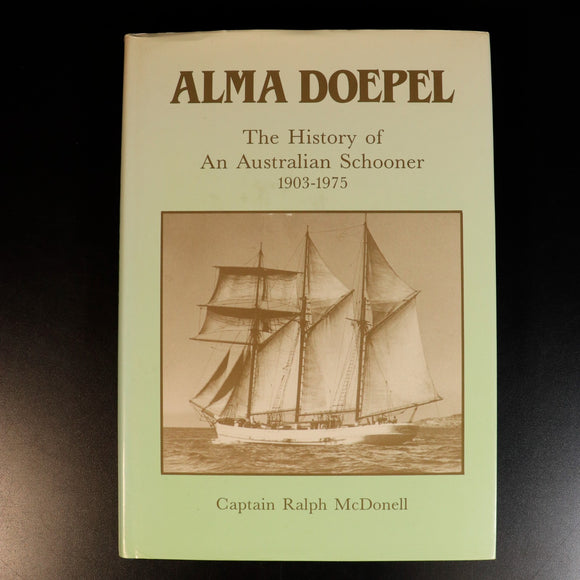 ALMA DOEPEL
The History of
An Australian Schooner
1903-1975
Captain Ralph McDonell